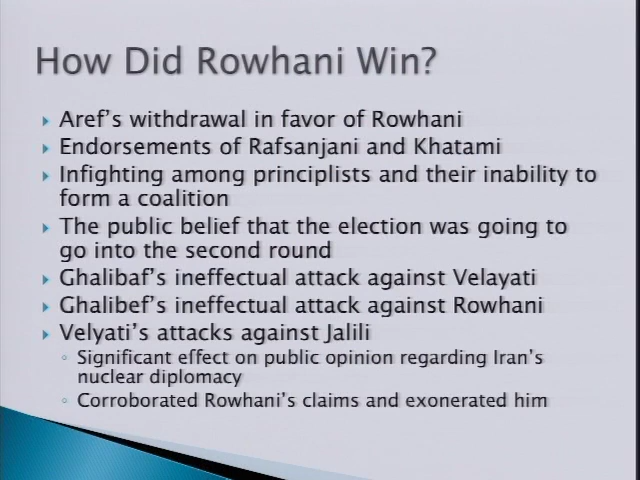 How Did Rowhani Win?
Aref's withdrawal in favor of Rowhani
Endorsements of Rafsanjani and Khatami
Infighting among principlists and their inability to
form a coalition
The public belief that the election was going to
go into the second round
Ghalibaf's ineffectual attack against Velayati
Ghalibef's ineffectual attack against Rowhani
Velyati's attacks against Jalili
Significant effect on public opinion regarding Iran's
nuclear diplomacy
Corroborated Rowhani's claims and exonerated him